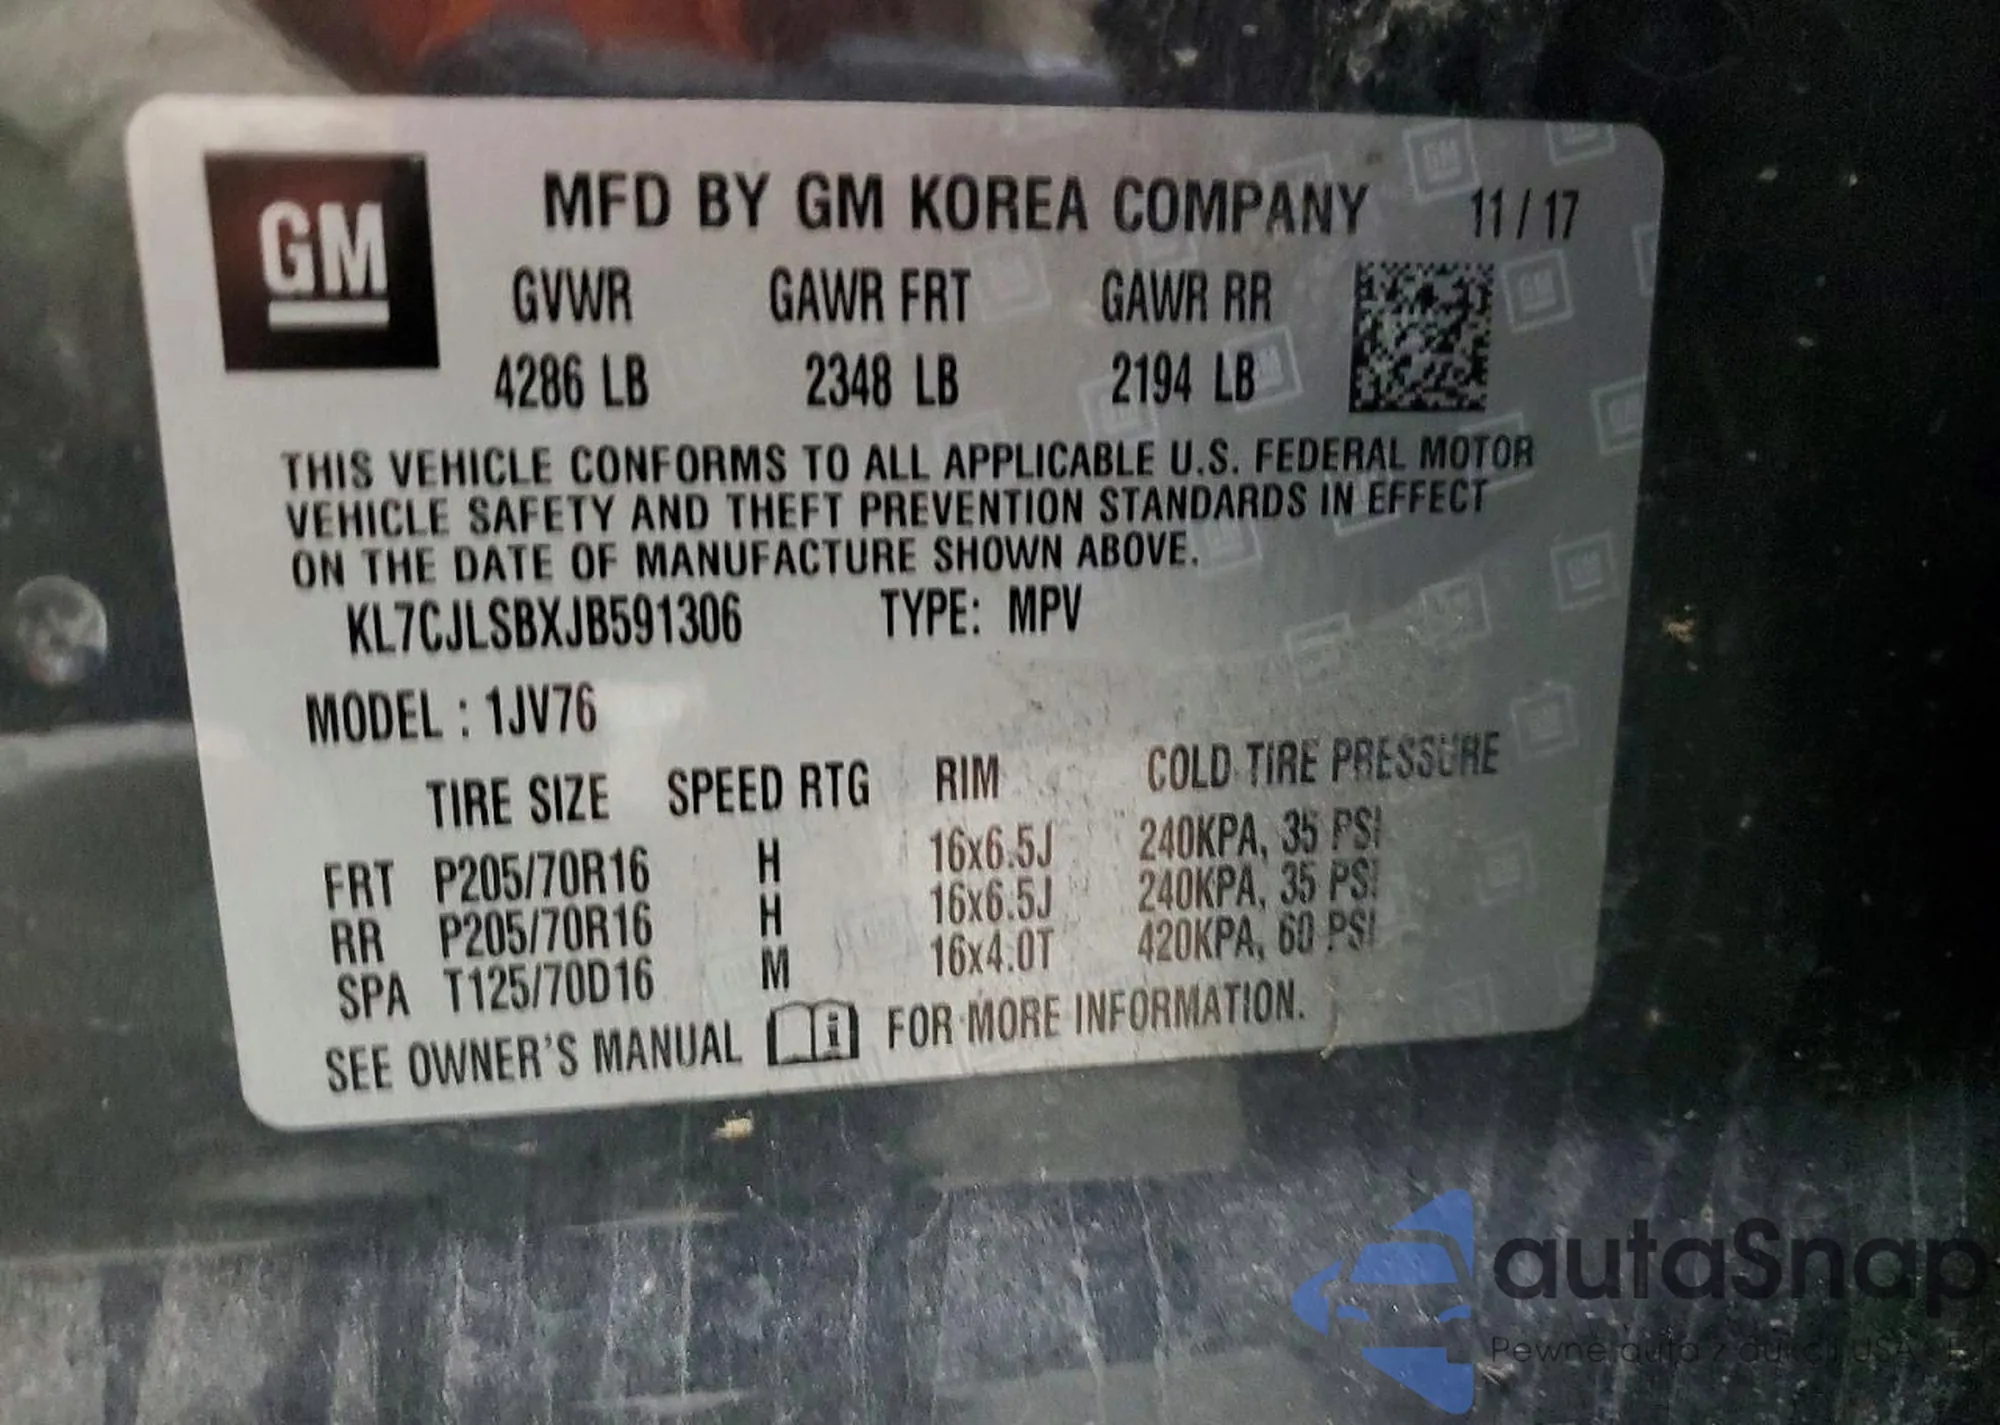 GM
MFD BY GM KOREA COMPANY 11 / 17
GVWR GAWR FRT GAWR RR
4286 LB 2348 LB 2194 LB
THIS VEHICLE CONFORMS TO ALL APPLICABLE U.S. FEDERAL MOTOR
VEHICLE SAFETY AND THEFT PREVENTION STANDARDS IN EFFECT
ON THE DATE OF MANUFACTURE SHOWN ABOVE.
KL7CJLSBXJB591306 TYPE: MPV
MODEL : 1JV76
TIRE SIZE SPEED RTG RIM COLD TIRE PRESSURE
FRT P205/70R16 H 16x6.5J 240KPA, 35 PSI
RR P205/70R16 H 16x6.5J 240KPA, 35 PSI
SPA T125/70D16 M 16x4.0T 420KPA, 60 PSI
SEE OWNER'S MANUAL i FOR MORE INFORMATION.
autaSnap
Pewne auta z aukcji USA